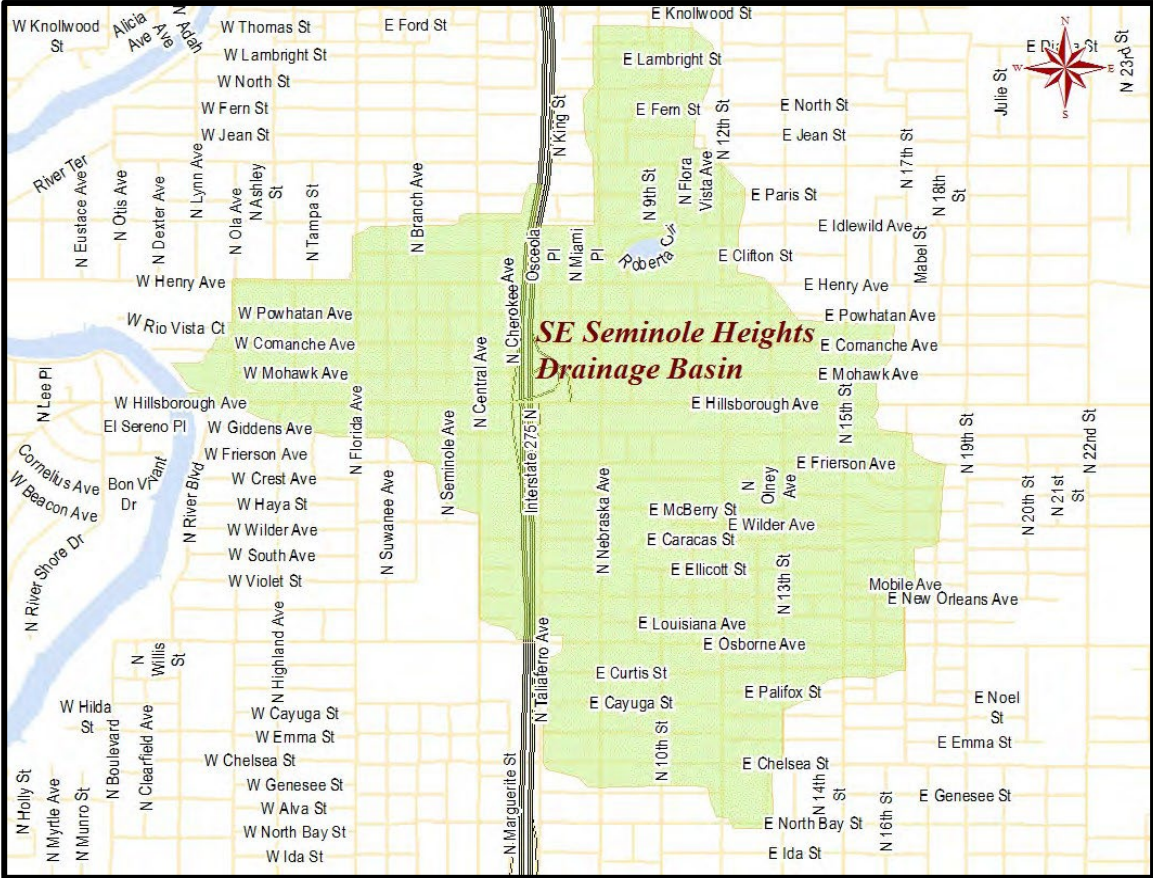 W Knollwood
St
Alicia
Ave
N Adah
Ave
W Thomas St
E Ford St
E Knollwood St
W Lambright St
E Lambright St
N 23rd St
N
W
E
S
W North St
Julie St
W Fern St
E Fern St
E North St
W Jean St
E Jean St
N King St
N 12th St
N 17th St
River Ter
N Eustace Ave
N Otis Ave
N Dexter Ave
N Lynn Ave
N Ola Ave
N Ashley
St
N Tampa St
N Branch Ave
N 9th St
N Flora
Vista Ave
E Paris St
N 18th
St
E Idlewild Ave
Mabel St
Osceola
Pl
N Miami
Pl
Roberta Cir
E Clifton St
W Henry Ave
E Henry Ave
N Cherokee Ave
W Powhatan Ave
E Powhatan Ave
W Rio Vista Ct
SE Seminole Heights
Drainage Basin
W Comanche Ave
E Comanche Ave
W Mohawk Ave
E Mohawk Ave
N Lee Pl
N Central Ave
W Hillsborough Ave
E Hillsborough Ave
N 15th St
El Sereno Pl
W Giddens Ave
N Florida Ave
N Seminole Ave
Interstate 275 N
N 19th St
N 22nd St
W Frierson Ave
E Frierson Ave
Cornelius Ave
W Beacon Ave
Bon Vivant
Dr
N River Blvd
W Crest Ave
N Suwanee Ave
N Nebraska Ave
N
Olney
Ave
N 20th St
N 21st
St
W Haya St
E McBerry St
W Wilder Ave
E Wilder Ave
N River Shore Dr
W South Ave
E Caracas St
W Violet St
E Ellicott St
N 13th St
Mobile Ave
E New Orleans Ave
N Highland Ave
E Louisiana Ave
E Osborne Ave
N
Willis
St
N Taliaferro Ave
E Curtis St
W Hilda
St
N Boulevard
N Clearfield Ave
W Cayuga St
E Cayuga St
E Palifox St
E Noel
St
W Emma St
E Emma St
W Chelsea St
N 10th St
E Chelsea St
N Holly St
N Myrtle Ave
N Munro St
W Genesee St
N Marguerite St
N 14th
St
N 16th St
E Genesee St
W Alva St
W North Bay St
E North Bay St
W Ida St
E Ida St